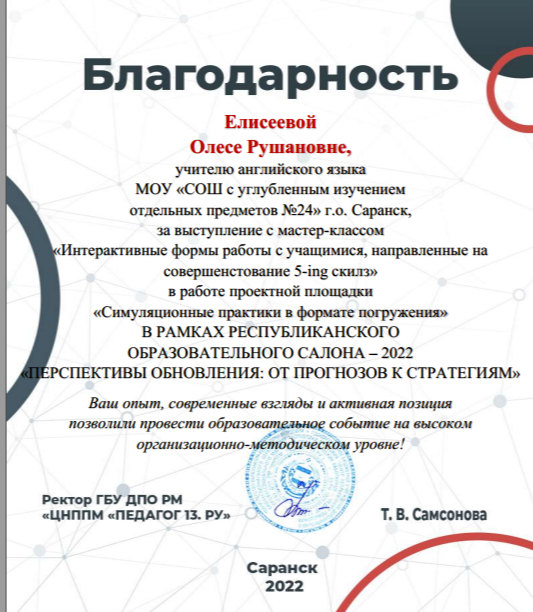 Благодарность
Елисеевой
Олесе Рушановне,
учителю английского языка
МОУ «СОШ с углубленным изучением
отдельных предметов №24» г.о. Саранск,
за выступление с мастер-классом
«Интерактивные формы работы с учащимися, направленные на
совершенстование 5-ing скилз»
в работе проектной площадки
«Симуляционные практики в формате погружения»
В РАМКАХ РЕСПУБЛИКАНСКОГО
ОБРАЗОВАТЕЛЬНОГО САЛОНА – 2022
«ПЕРСПЕКТИВЫ ОБНОВЛЕНИЯ: ОТ ПРОГНОЗОВ К СТРАТЕГИЯМ»
Ваш опыт, современные взгляды и активная позиция
позволили провести образовательное событие на высоком
организационно-методическом уровне!
Ректор ГБУ ДПО РМ
«ЦНППМ «ПЕДАГОГ 13. РУ»
Т. В. Самсонова
Саранск
2022